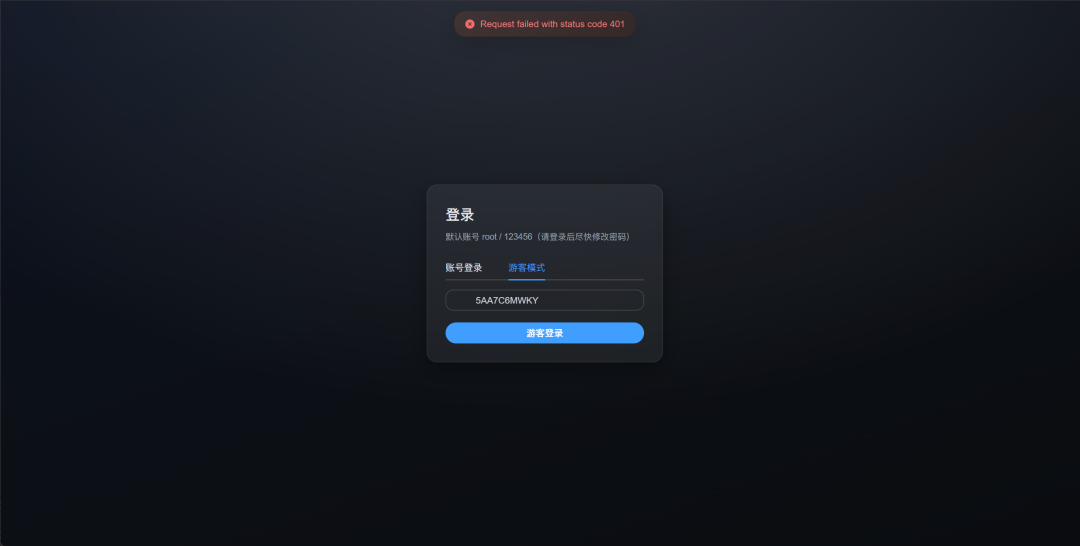 Request failed with status code 401
登录
默认账号 root / 123456（请登录后尽快修改密码）
账号登录 游客模式
5AA7C6MWKY
游客登录